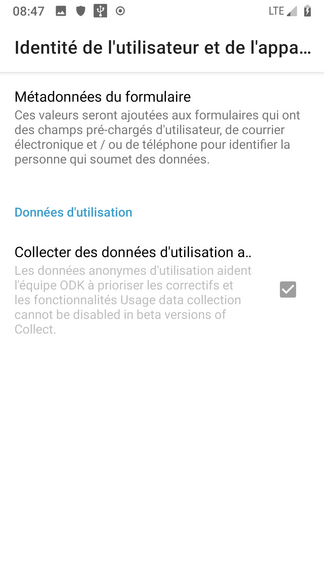 08:47
LTE
Identité de l'utilisateur et de l'appa...
Métadonnées du formulaire
Ces valeurs seront ajoutées aux formulaires qui ont
des champs pré-chargés d'utilisateur, de courrier
électronique et / ou de téléphone pour identifier la
personne qui soumet des données.
Données d'utilisation
Collecter des données d'utilisation a..
Les données anonymes d'utilisation aident
l'équipe ODK à prioriser les correctifs et
les fonctionnalités Usage data collection
cannot be disabled in beta versions of
Collect.